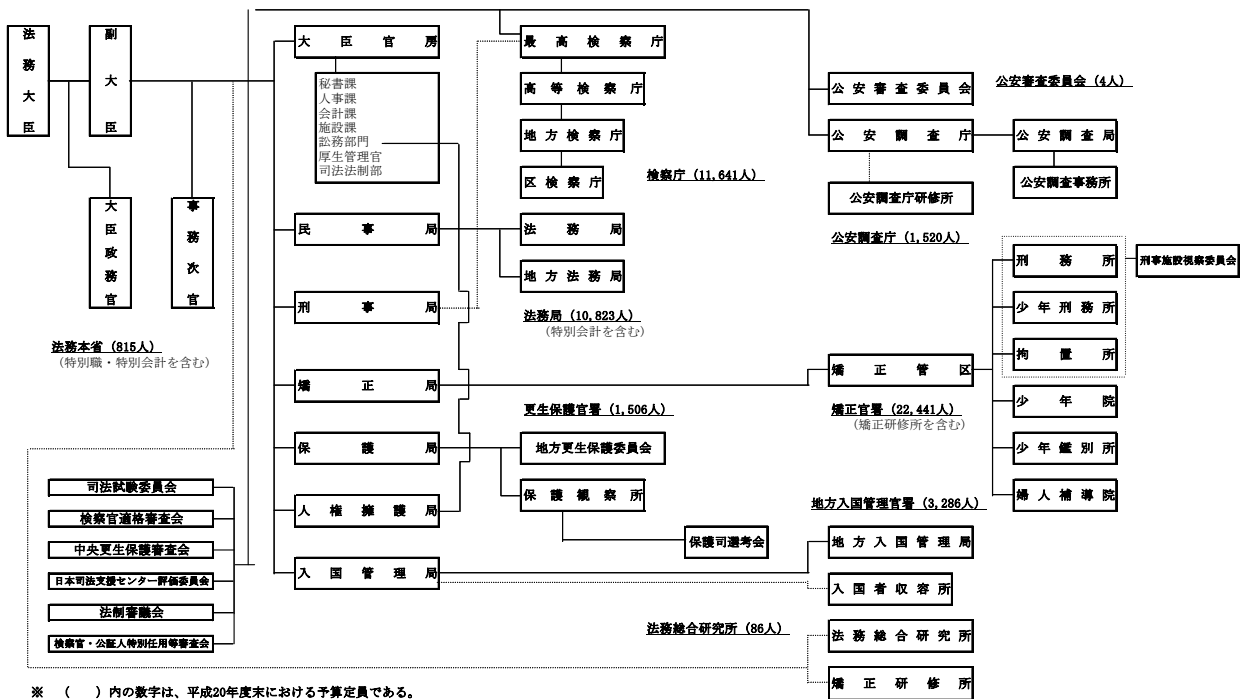 法務大臣
副大臣
大臣政務官
事務次官
法務本省（815人）
（特別職・特別会計を含む）
司法試験委員会
検察官適格審査会
中央更生保護審査会
日本司法支援センター評価委員会
法制審議会
検察官・公証人特別任用等審査会
大臣官房
秘書課
人事課
会計課
施設課
訟務部門
厚生管理官
司法法制部
民事局
刑事局
矯正局
保護局
人権擁護局
入国管理局
最高検察庁
高等検察庁
地方検察庁
区検察庁
検察庁（11,641人）
法務局
地方法務局
法務局（10,823人）
（特別会計を含む）
更生保護官署（1,506人）
地方更生保護委員会
保護観察所
保護司選考会
公安審査委員会
公安審査委員会（4人）
公安調査庁
公安調査局
公安調査事務所
公安調査庁研修所
公安調査庁（1,520人）
矯正管区
矯正官署（22,441人）
（矯正研修所を含む）
刑務所
少年刑務所
拘置所
刑事施設視察委員会
少年院
少年鑑別所
婦人補導院
地方入国管理官署（3,286人）
地方入国管理局
入国者収容所
法務総合研究所（86人）
法務総合研究所
矯正研修所
※　（　　）内の数字は、平成20年度末における予算定員である。